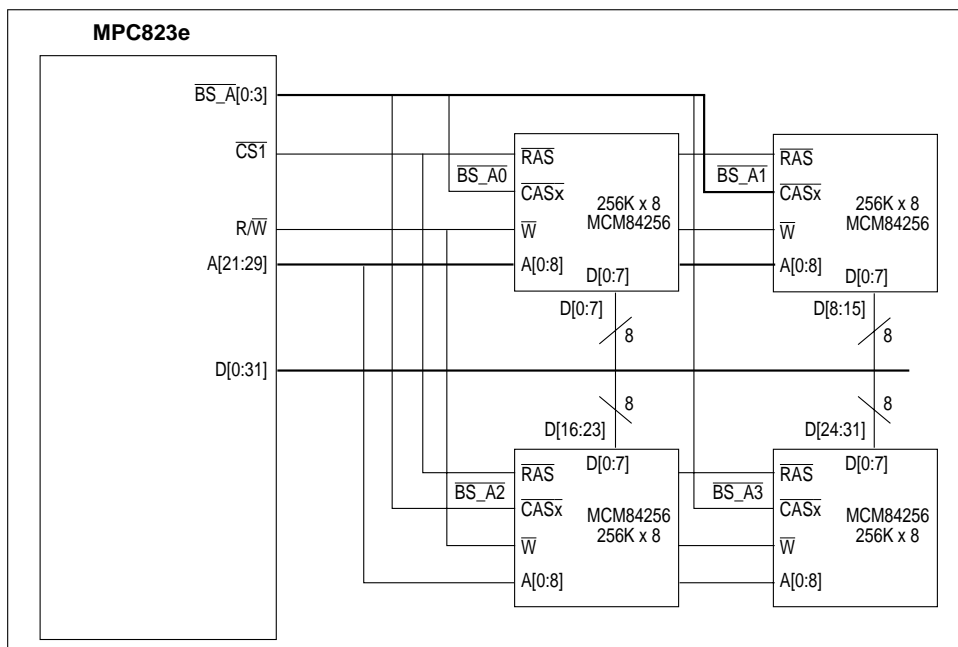 MPC823e
BS_A[0:3]
CS1
R/W
A[21:29]
D[0:31]
BS_A0
RAS
CASx
W
A[0:8]
256K x 8
MCM84256
D[0:7]
BS_A1
RAS
CASx
W
A[0:8]
256K x 8
MCM84256
D[0:7]
D[0:7]
8
D[8:15]
8
D[16:23]
8
D[24:31]
8
BS_A2
RAS
CASx
W
A[0:8]
D[0:7]
MCM84256
256K x 8
BS_A3
RAS
CASx
W
A[0:8]
D[0:7]
MCM84256
256K x 8